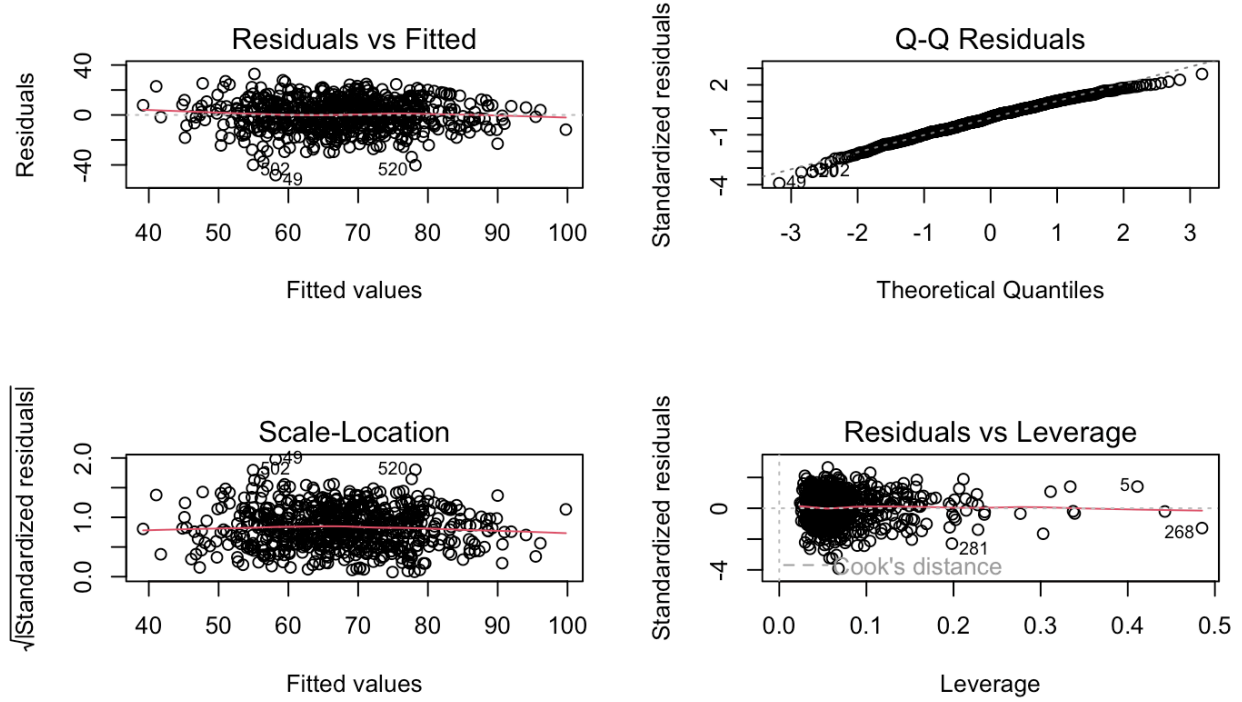 Residuals vs Fitted
Residuals
40
0
-40
502
49
520
40 50 60 70 80 90 100
Fitted values
Q-Q Residuals
Standardized residuals
2
-1
-4
49
-3 -2 -1 0 1 2 3
Theoretical Quantiles
Scale-Location
√|Standardized residuals|
2.0
1.0
0.0
502
49
520
40 50 60 70 80 90 100
Fitted values
Residuals vs Leverage
Standardized residuals
0
-4
5
268
281
Cook's distance
0.0 0.1 0.2 0.3 0.4 0.5
Leverage